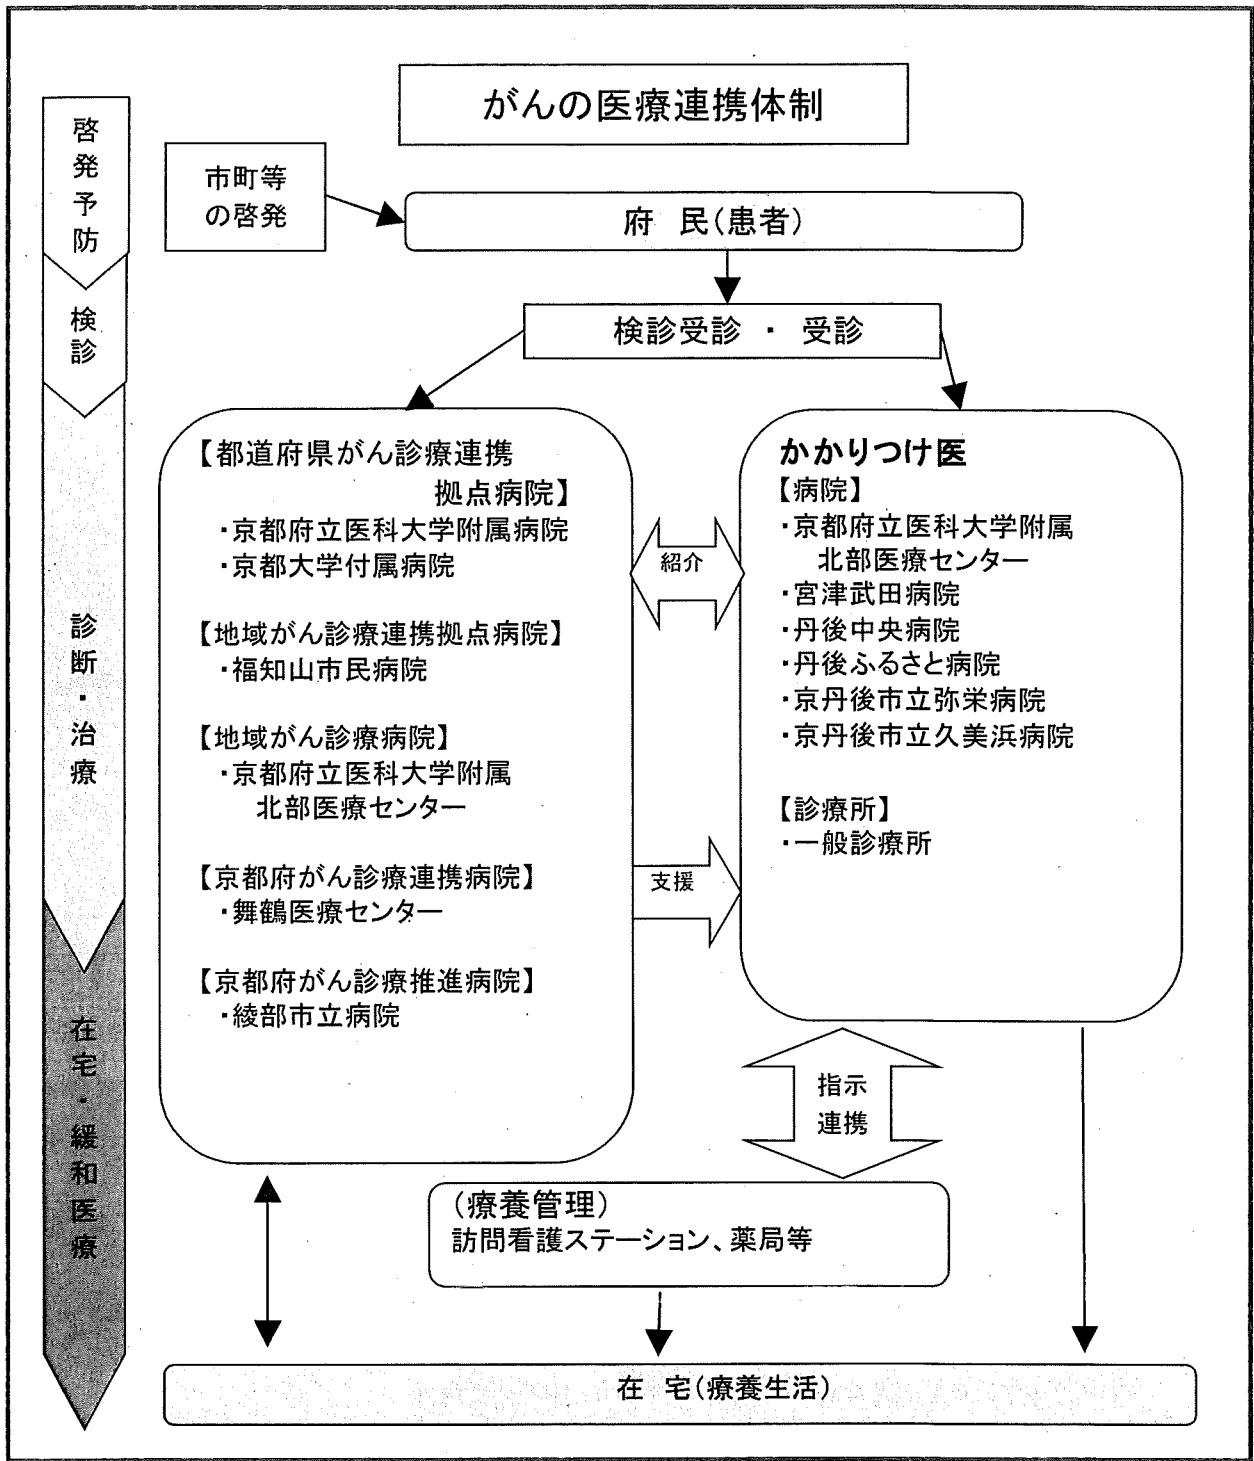 がんの医療連携体制
啓発予防
検診
診断・治療
在宅・緩和医療
市町等
の啓発
府 民(患者)
検診受診 ・ 受診
【都道府県がん診療連携
拠点病院】
・京都府立医科大学附属病院
・京都大学付属病院
【地域がん診療連携拠点病院】
・福知山市民病院
【地域がん診療病院】
・京都府立医科大学附属
北部医療センター
【京都府がん診療連携病院】
・舞鶴医療センター
【京都府がん診療推進病院】
・綾部市立病院
紹介
支援
かかりつけ医
【病院】
・京都府立医科大学附属
北部医療センター
・宮津武田病院
・丹後中央病院
・丹後ふるさと病院
・京丹後市立弥栄病院
・京丹後市立久美浜病院
【診療所】
・一般診療所
指示
連携
(療養管理)
訪問看護ステーション、薬局等
在 宅(療養生活)